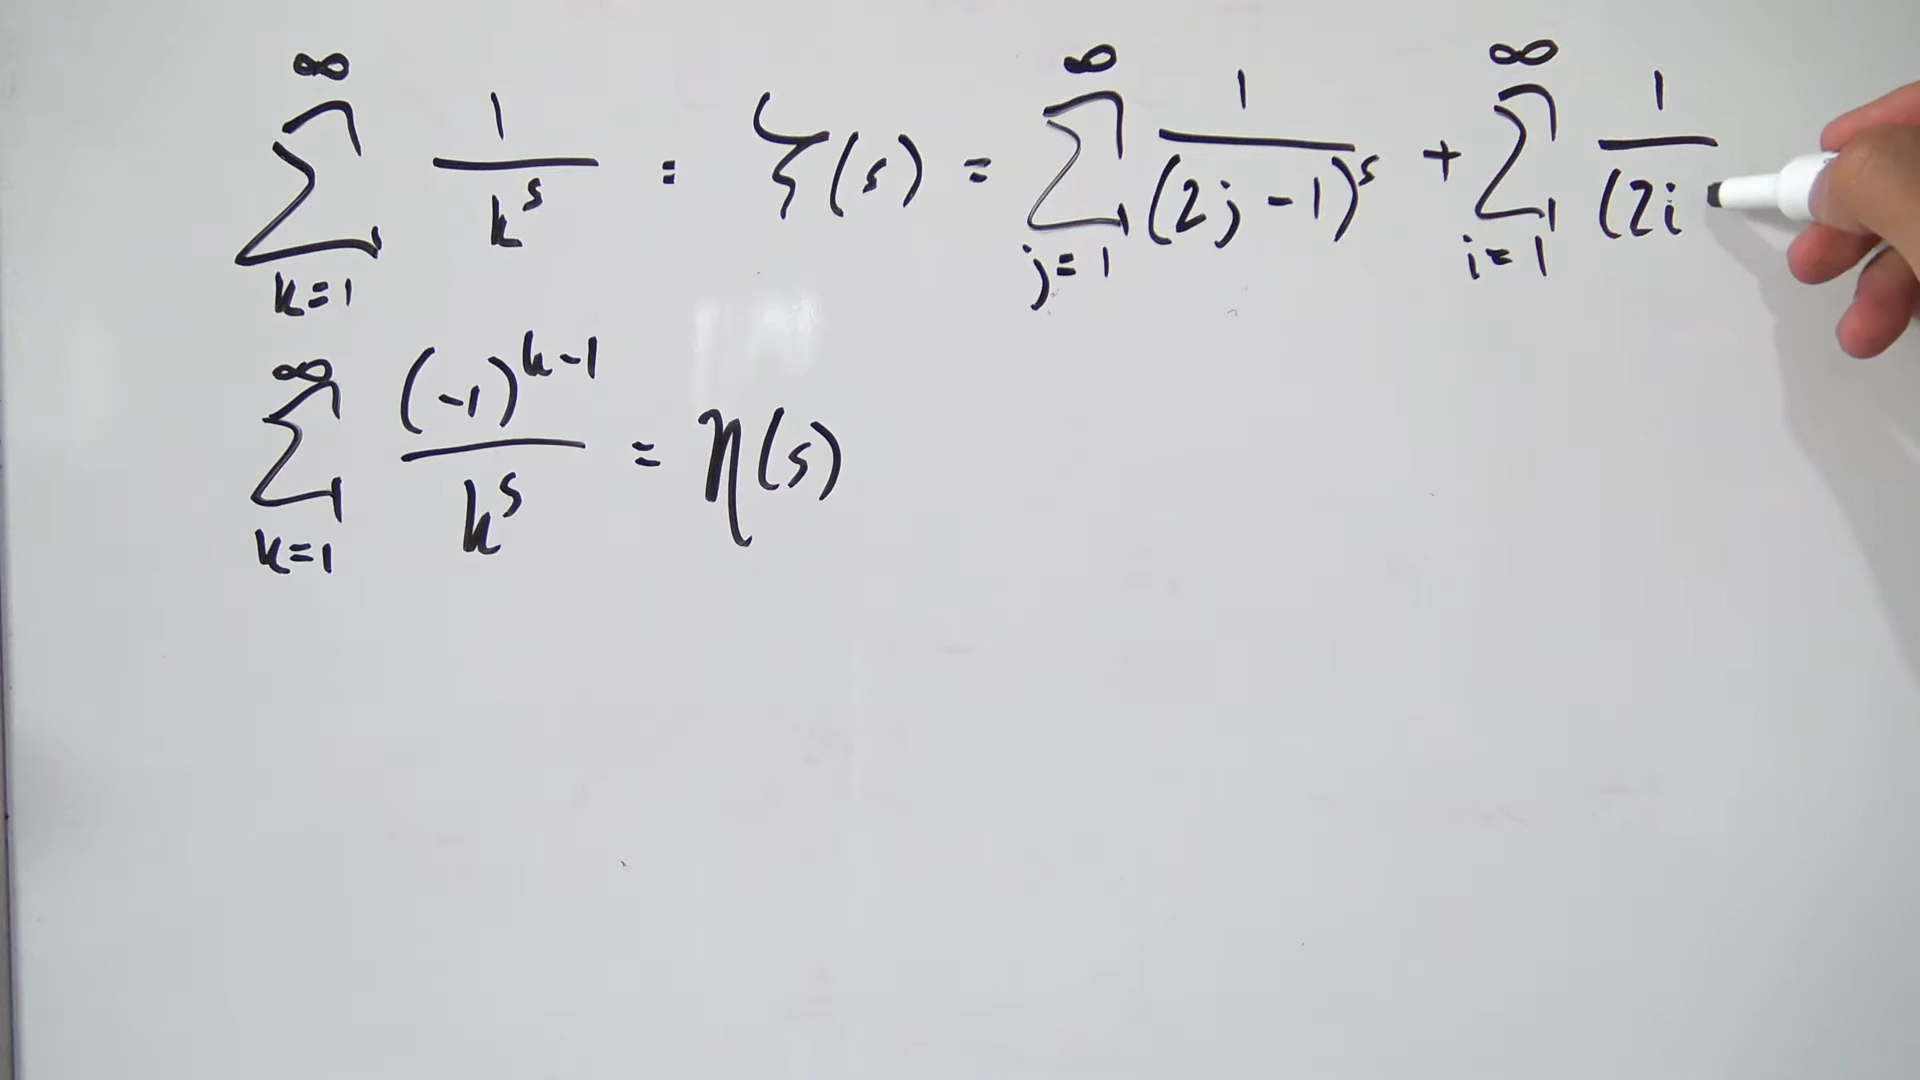 ∞ ∑ k=1 1/k^s = ζ(s) = ∞ ∑ j=1 1/(2j-1)^s + ∞ ∑ i=1 1/(2i
∞ ∑ k=1 (-1)^k-1/k^s = η(s)